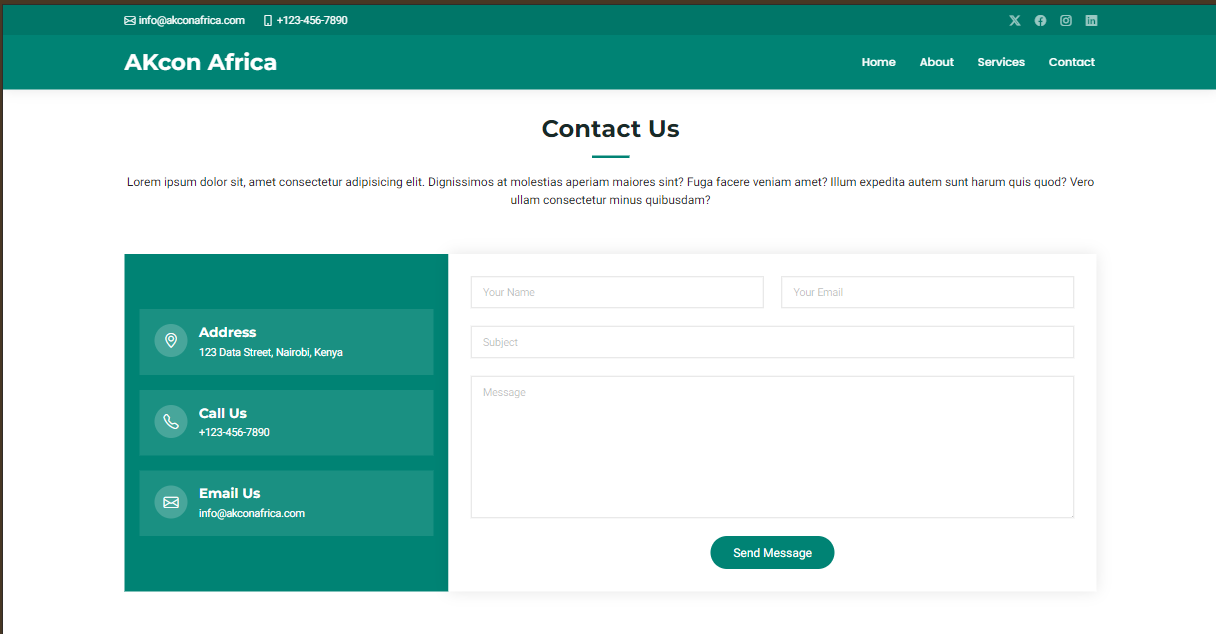 info@akconafrica.com +123-456-7890
AKcon Africa
Home About Services Contact
Contact Us
Lorem ipsum dolor sit, amet consectetur adipisicing elit. Dignissimos at molestias aperiam maiores sint? Fuga facere veniam amet? Illum expedita autem sunt harum quis quod? Vero
ullam consectetur minus quibusdam?
Address
123 Data Street, Nairobi, Kenya
Call Us
+123-456-7890
Email Us
info@akconafrica.com
Your Name Your Email
Subject
Message
Send Message